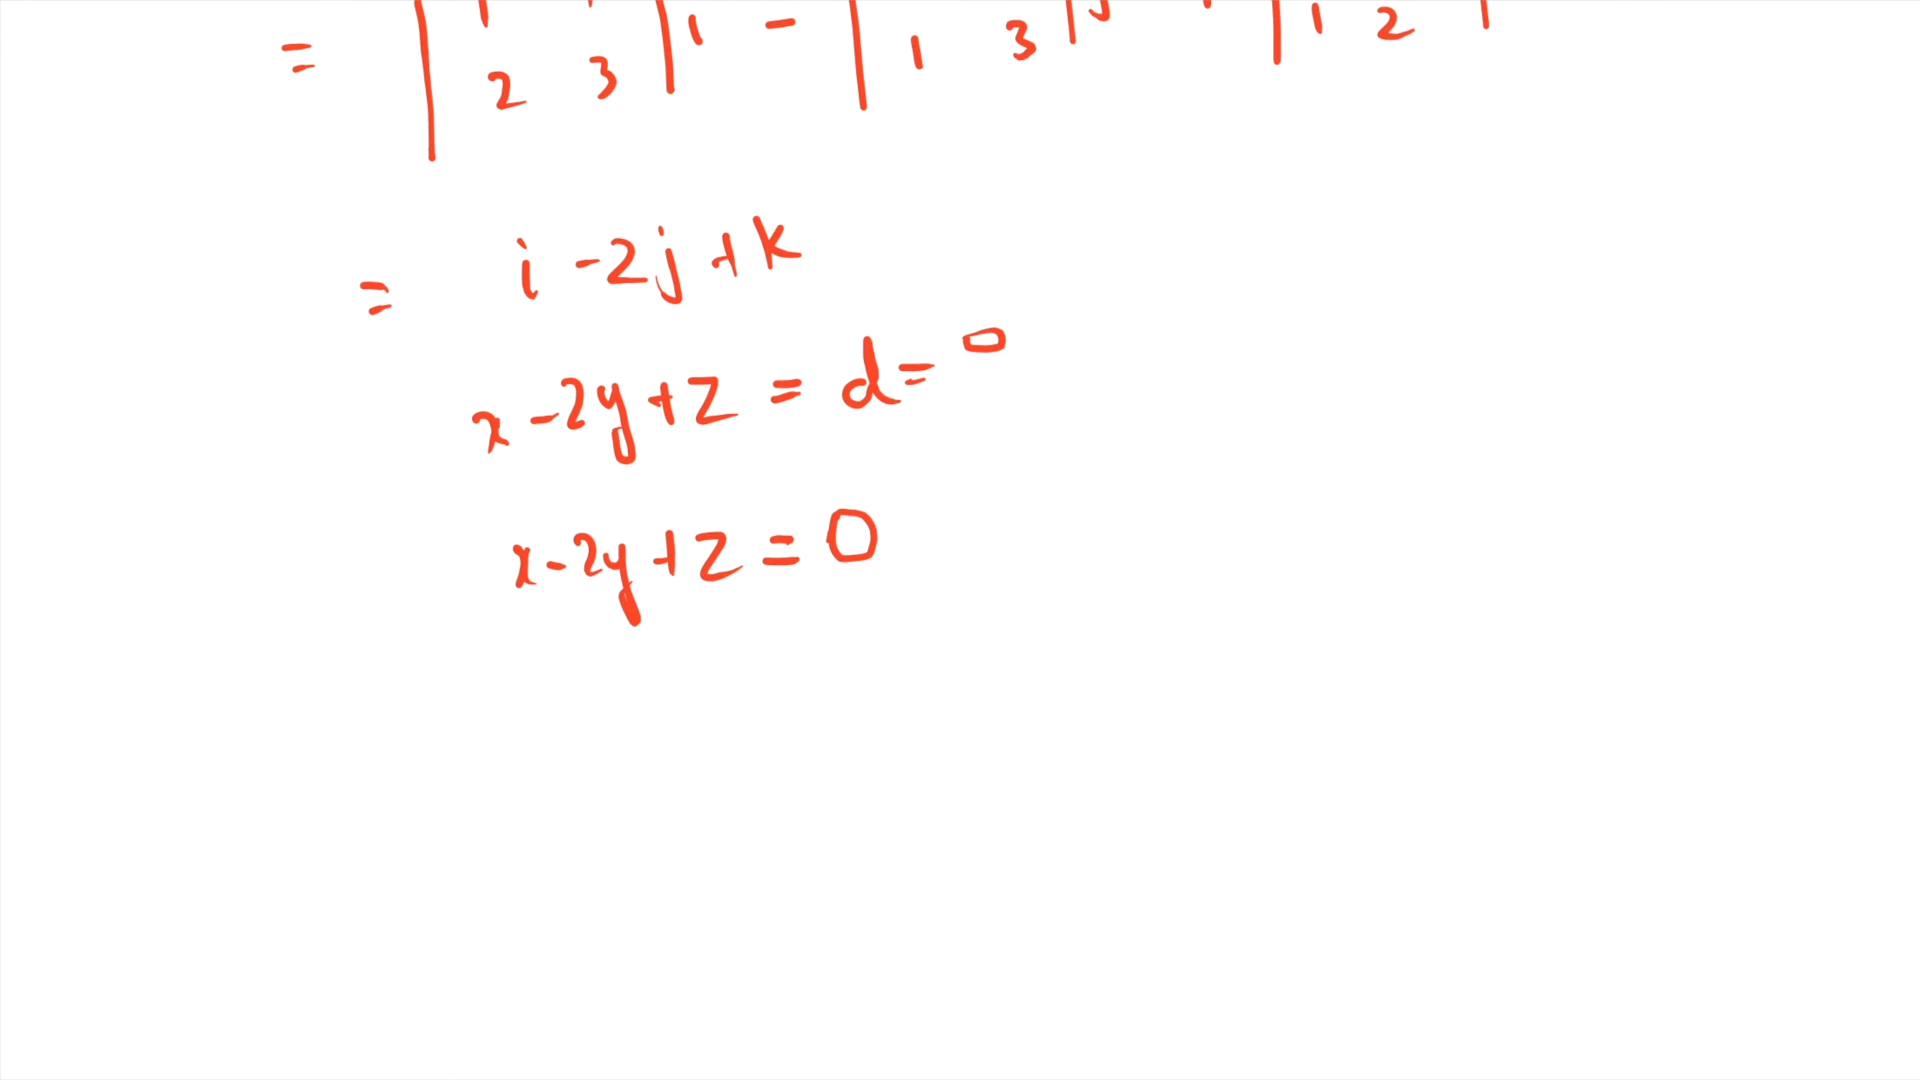 = | 2 3 | i - | 1 3 | j | 1 2 |
= i -2j +k
x -2y +z = d = 0
x -2y +z = 0